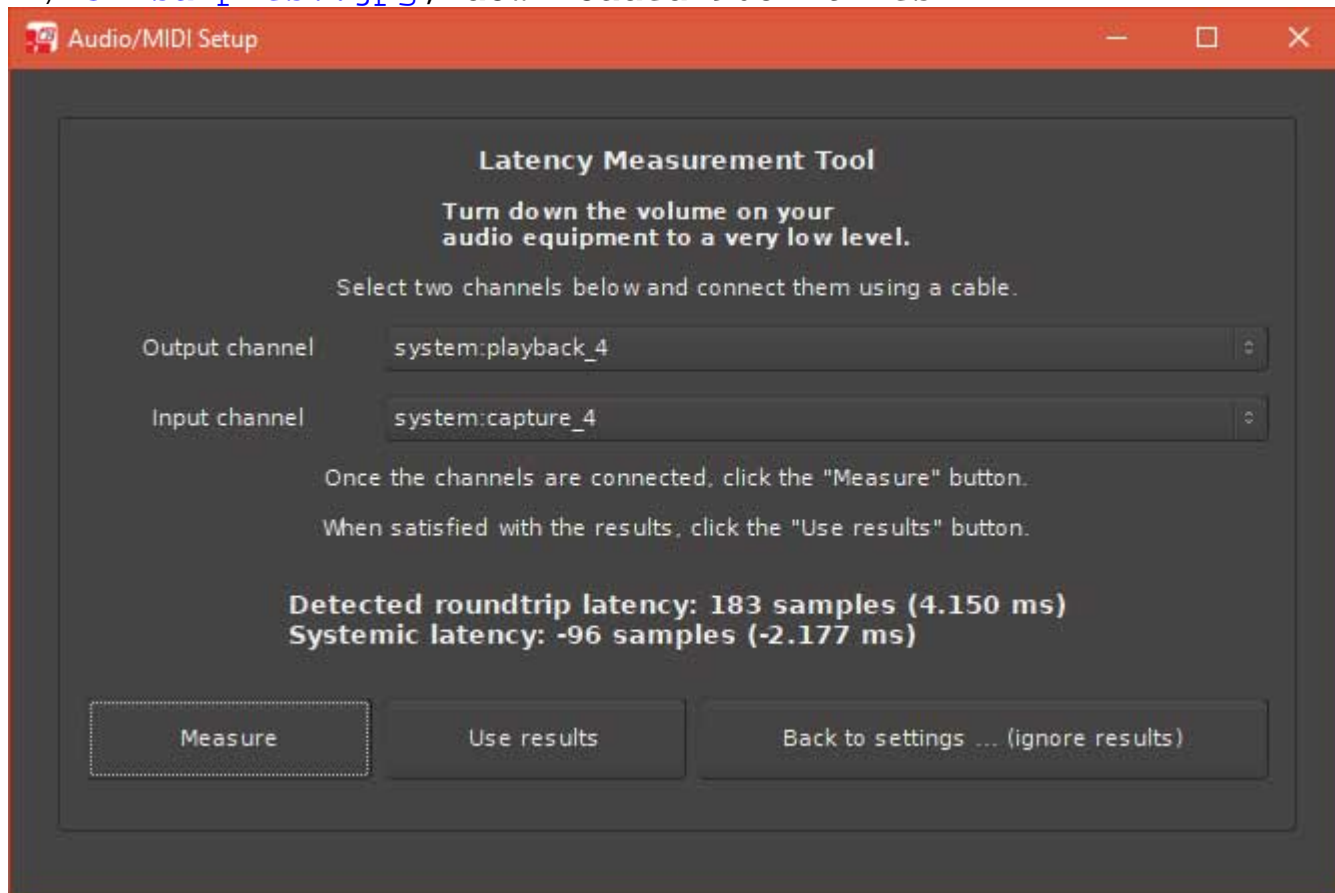 Audio/MIDI Setup
Latency Measurement Tool
Turn down the volume on your
audio equipment to a very low level.
Select two channels below and connect them using a cable.
Output channel system:playback_4
Input channel system:capture_4
Once the channels are connected, click the "Measure" button.
When satisfied with the results, click the "Use results" button.
Detected roundtrip latency: 183 samples (4.150 ms)
Systemic latency: -96 samples (-2.177 ms)
Measure Use results Back to settings ... (ignore results)